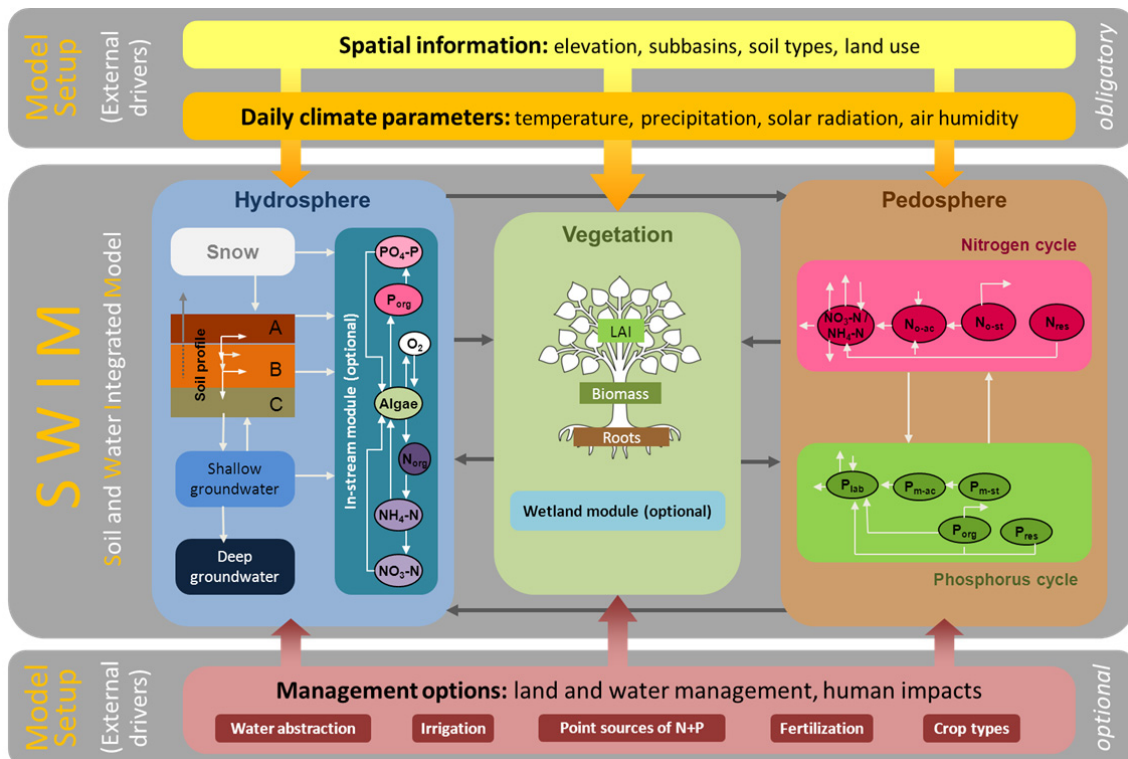 Model
Setup
(External
drivers)
Spatial information: elevation, subbasins, soil types, land use
Daily climate parameters: temperature, precipitation, solar radiation, air humidity
obligatory
SWIM
Soil and Water Integrated Model
Hydrosphere
Snow
Soil profile
A
B
C
Shallow
groundwater
Deep
groundwater
In-stream module (optional)
PO4-P
Porg
O2
Algae
Norg
NH4-N
NO3-N
Vegetation
LAI
Biomass
Roots
Wetland module (optional)
Pedosphere
Nitrogen cycle
NO3-N/
NH4-N
No-ac
No-st
Nres
Plab
Pm-ac
Pm-st
Porg
Pres
Phosphorus cycle
Model
Setup
(External
drivers)
Management options: land and water management, human impacts
Water abstraction
Irrigation
Point sources of N+P
Fertilization
Crop types
optional